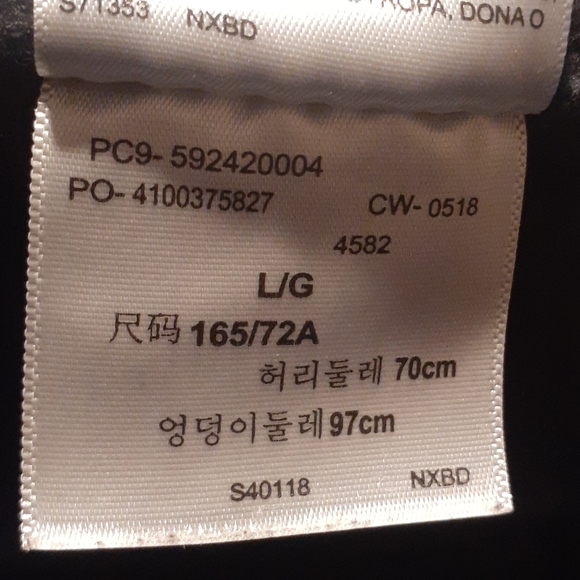 S71353 NXBD ROPA, DONA O
PC9- 592420004
PO- 4100375827 CW- 0518
4582
L/G
尺码 165/72A
허리둘레 70cm
엉덩이둘레 97cm
S40118 NXBD